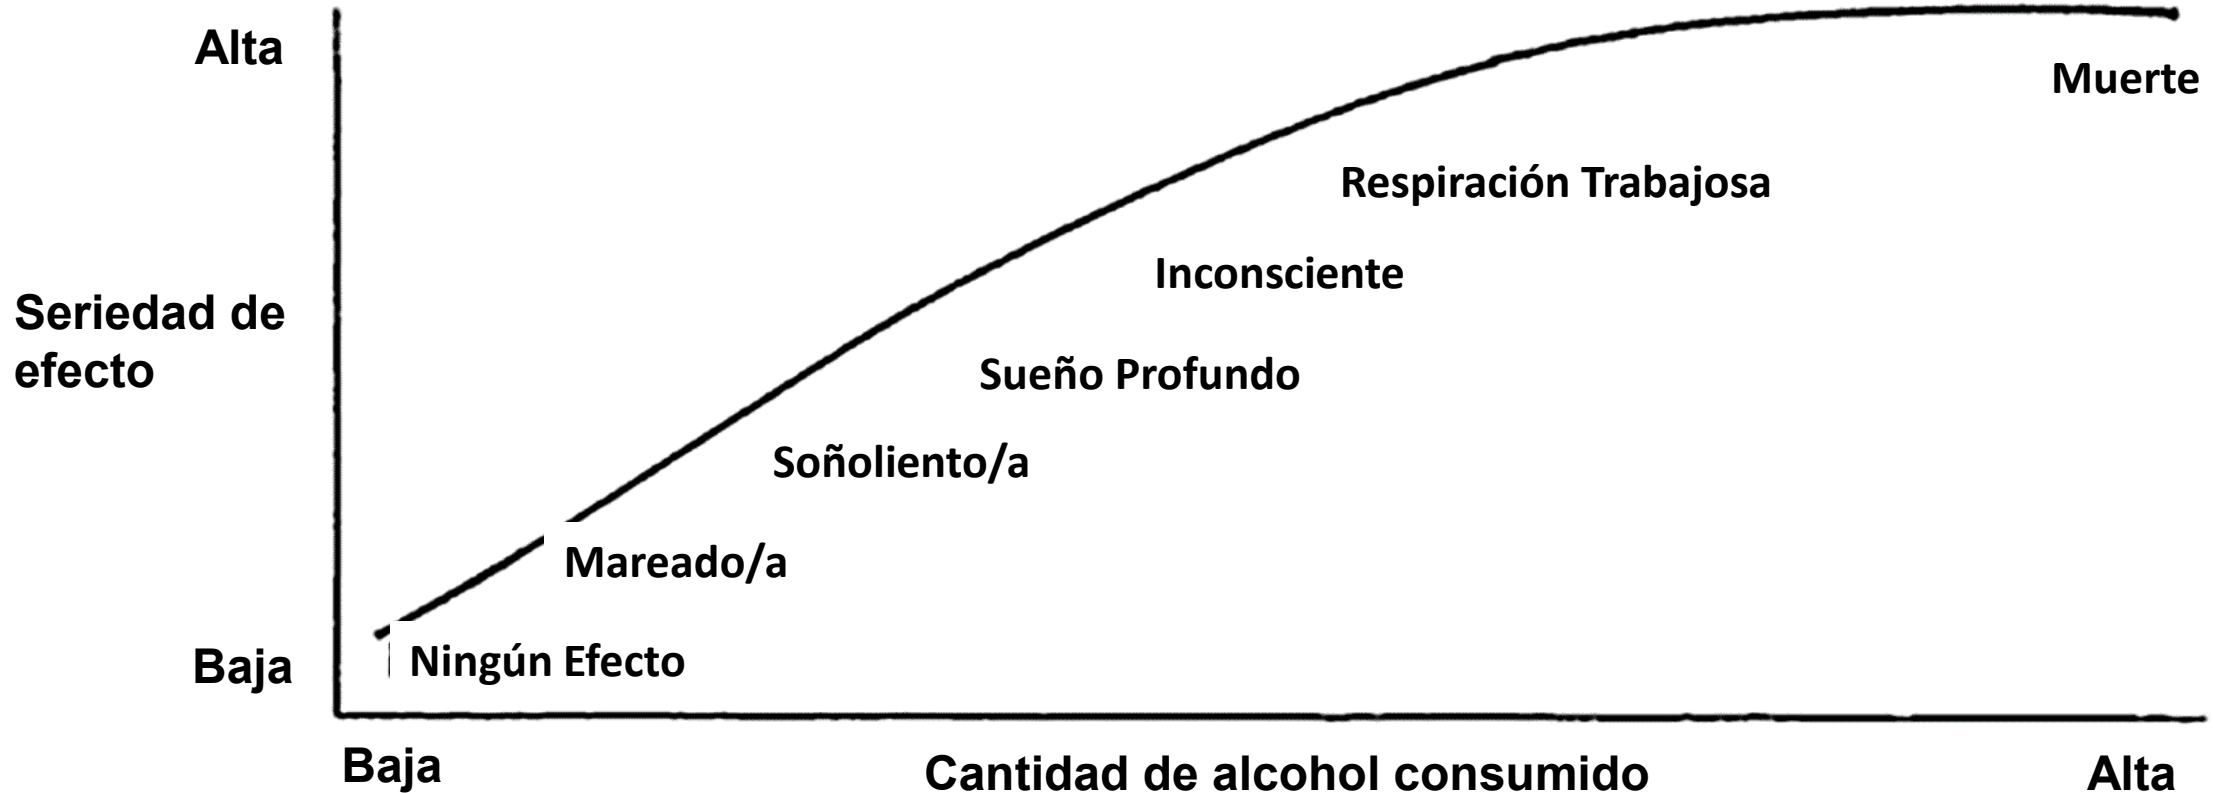 Alta
Muerte
Respiración Trabajosa
Inconsciente
Seriedad de
efecto
Sueño Profundo
Soñoliento/a
Mareado/a
Ningún Efecto
Baja
Baja
Cantidad de alcohol consumido
Alta